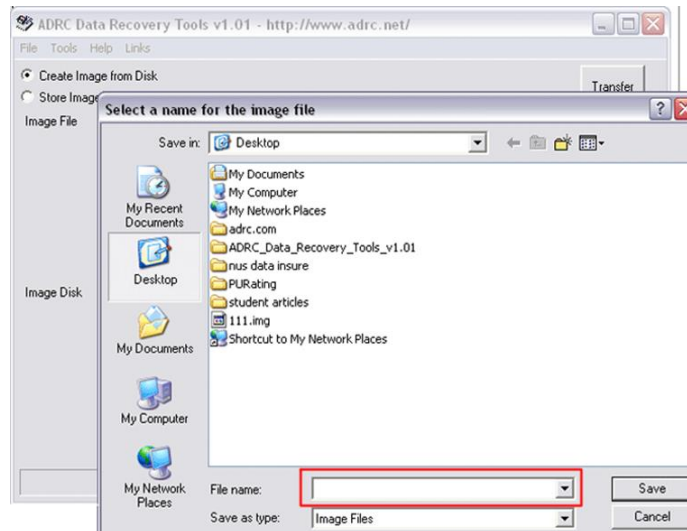 ADRC Data Recovery Tools v1.01 - http://www.adrc.net/
File Tools Help Links
Create Image from Disk
Transfer
Store Image
Image File
Select a name for the image file
Save in: Desktop
My Recent Documents
Desktop
My Documents
My Computer
My Network Places
My Documents
My Computer
My Network Places
adrc.com
ADRC_Data_Recovery_Tools_v1.01
nus data insure
PURating
student articles
111.img
Shortcut to My Network Places
Image Disk
File name:
Save
Save as type: Image Files
Cancel